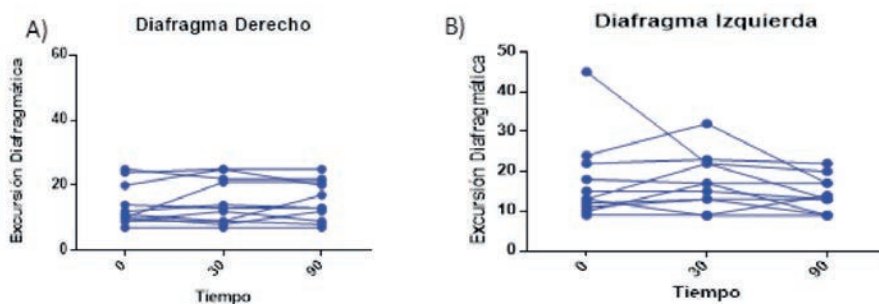 A)
Diafragma Derecho
Excursión Diafragmática
60
40
20
0
0
30
90
Tiempo
B)
Diafragma Izquierda
Excursión Diafragmática
50
40
30
20
10
0
0
30
90
Tiempo